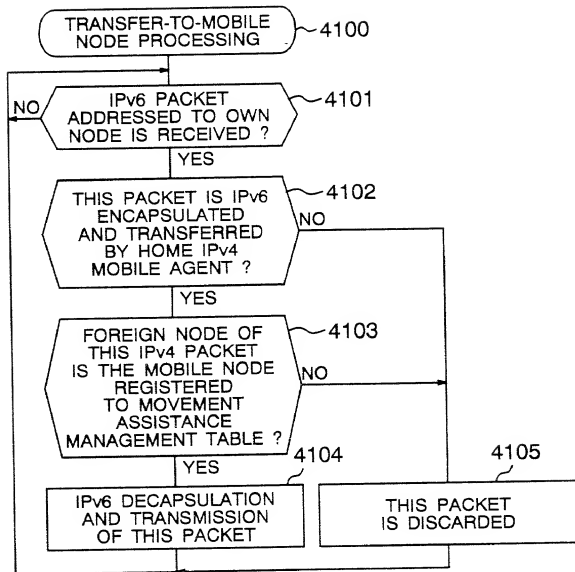 TRANSFER-TO-MOBILE
NODE PROCESSING
4100
NO
IPv6 PACKET
ADDRESSED TO OWN
NODE IS RECEIVED ?
4101
YES
THIS PACKET IS IPv6
ENCAPSULATED
AND TRANSFERRED
BY HOME IPv4
MOBILE AGENT ?
4102
NO
YES
FOREIGN NODE OF
THIS IPv4 PACKET
IS THE MOBILE NODE
REGISTERED
TO MOVEMENT
ASSISTANCE
MANAGEMENT TABLE ?
4103
NO
YES
4104
IPv6 DECAPSULATION
AND TRANSMISSION
OF THIS PACKET
4105
THIS PACKET
IS DISCARDED